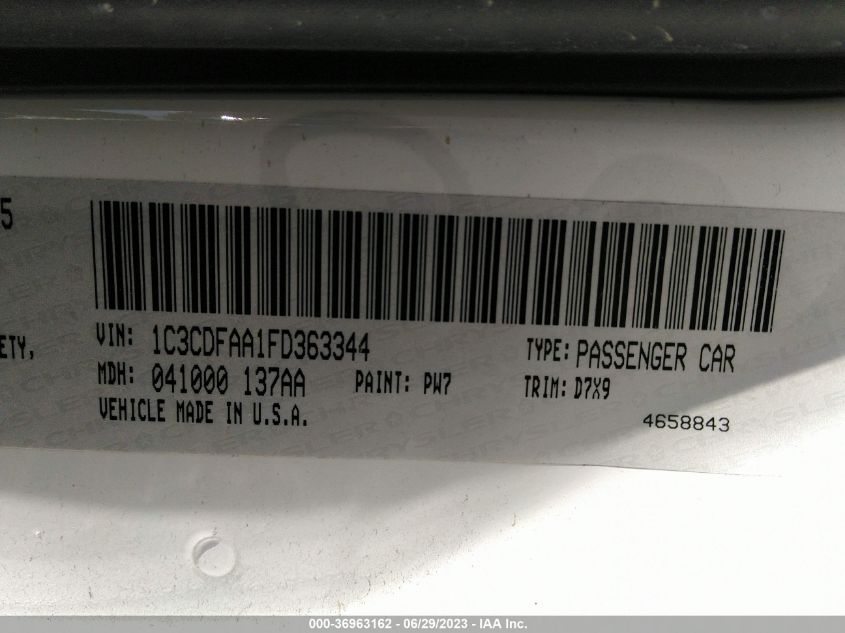 5
ETY,
VIN: 1C3CDFAA1FD363344
TYPE: PASSENGER CAR
MDH: 041000 137AA
PAINT: PW7
TRIM: D7X9
VEHICLE MADE IN U.S.A.
4658843
000-36963162 - 06/29/2023 - IAA Inc.